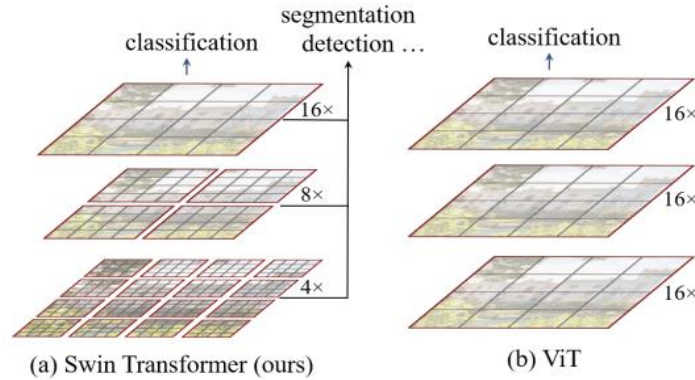 segmentation
detection ...
classification
16×
8×
4×
(a) Swin Transformer (ours)
classification
16×
16×
16×
(b) ViT